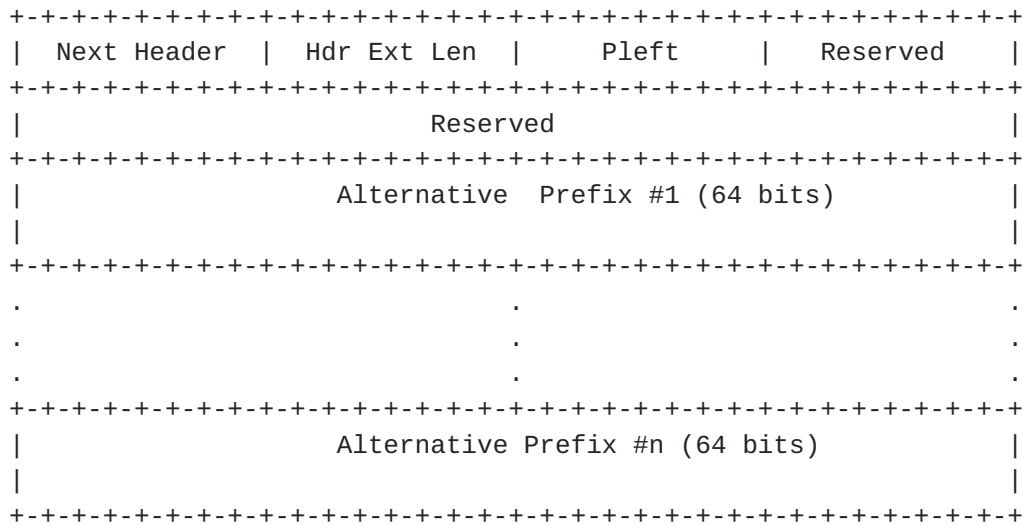 +-+-+-+-+-+-+-+-+-+-+-+-+-+-+-+-+-+-+-+-+-+-+-+-+-+-+-+-+-+-+-+-+
|  Next Header  |  Hdr Ext Len  |     Pleft     |   Reserved    |
+-+-+-+-+-+-+-+-+-+-+-+-+-+-+-+-+-+-+-+-+-+-+-+-+-+-+-+-+-+-+-+-+
|                          Reserved                             |
+-+-+-+-+-+-+-+-+-+-+-+-+-+-+-+-+-+-+-+-+-+-+-+-+-+-+-+-+-+-+-+-+
|                    Alternative  Prefix #1 (64 bits)           |
|                                                               |
+-+-+-+-+-+-+-+-+-+-+-+-+-+-+-+-+-+-+-+-+-+-+-+-+-+-+-+-+-+-+-+-+
.                               .                               .
.                               .                               .
.                               .                               .
+-+-+-+-+-+-+-+-+-+-+-+-+-+-+-+-+-+-+-+-+-+-+-+-+-+-+-+-+-+-+-+-+
|                    Alternative Prefix #n (64 bits)            |
|                                                               |
+-+-+-+-+-+-+-+-+-+-+-+-+-+-+-+-+-+-+-+-+-+-+-+-+-+-+-+-+-+-+-+-+